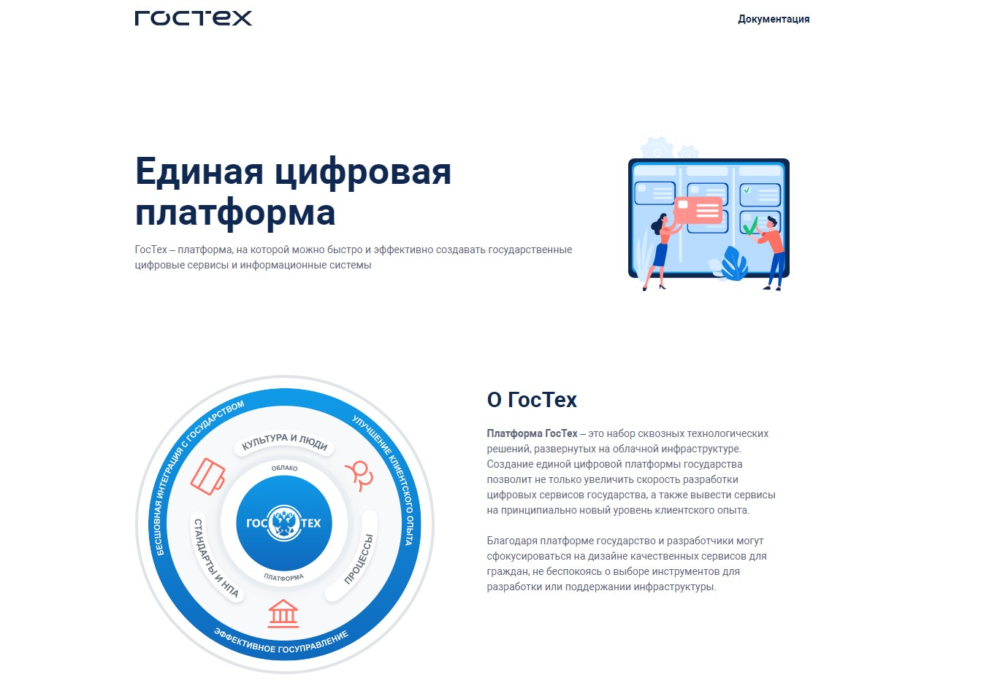 ГОСТЕХ
Документация
Единая цифровая
платформа
ГосТех – платформа, на которой можно быстро и эффективно создавать государственные
цифровые сервисы и информационные системы
БЕСШОВНАЯ ИНТЕГРАЦИЯ С ГОСУДАРСТВОМ
УЛУЧШЕНИЕ КЛИЕНТСКОГО ОПЫТА
КУЛЬТУРА И ЛЮДИ
ОБЛАКО
ГОС ТЕХ
СТАНДАРТЫ И НПА
ПРОЦЕССЫ
ПЛАТФОРМА
ЭФФЕКТИВНОЕ ГОСУПРАВЛЕНИЕ
О ГосТех
Платформа ГосТех – это набор сквозных технологических
решений, развернутых на облачной инфраструктуре.
Создание единой цифровой платформы государства
позволит не только увеличить скорость разработки
цифровых сервисов государства, а также вывести сервисы
на принципиально новый уровень клиентского опыта.
Благодаря платформе государство и разработчики могут
сфокусироваться на дизайне качественных сервисов для
граждан, не беспокоясь о выборе инструментов для
разработки или поддержании инфраструктуры.